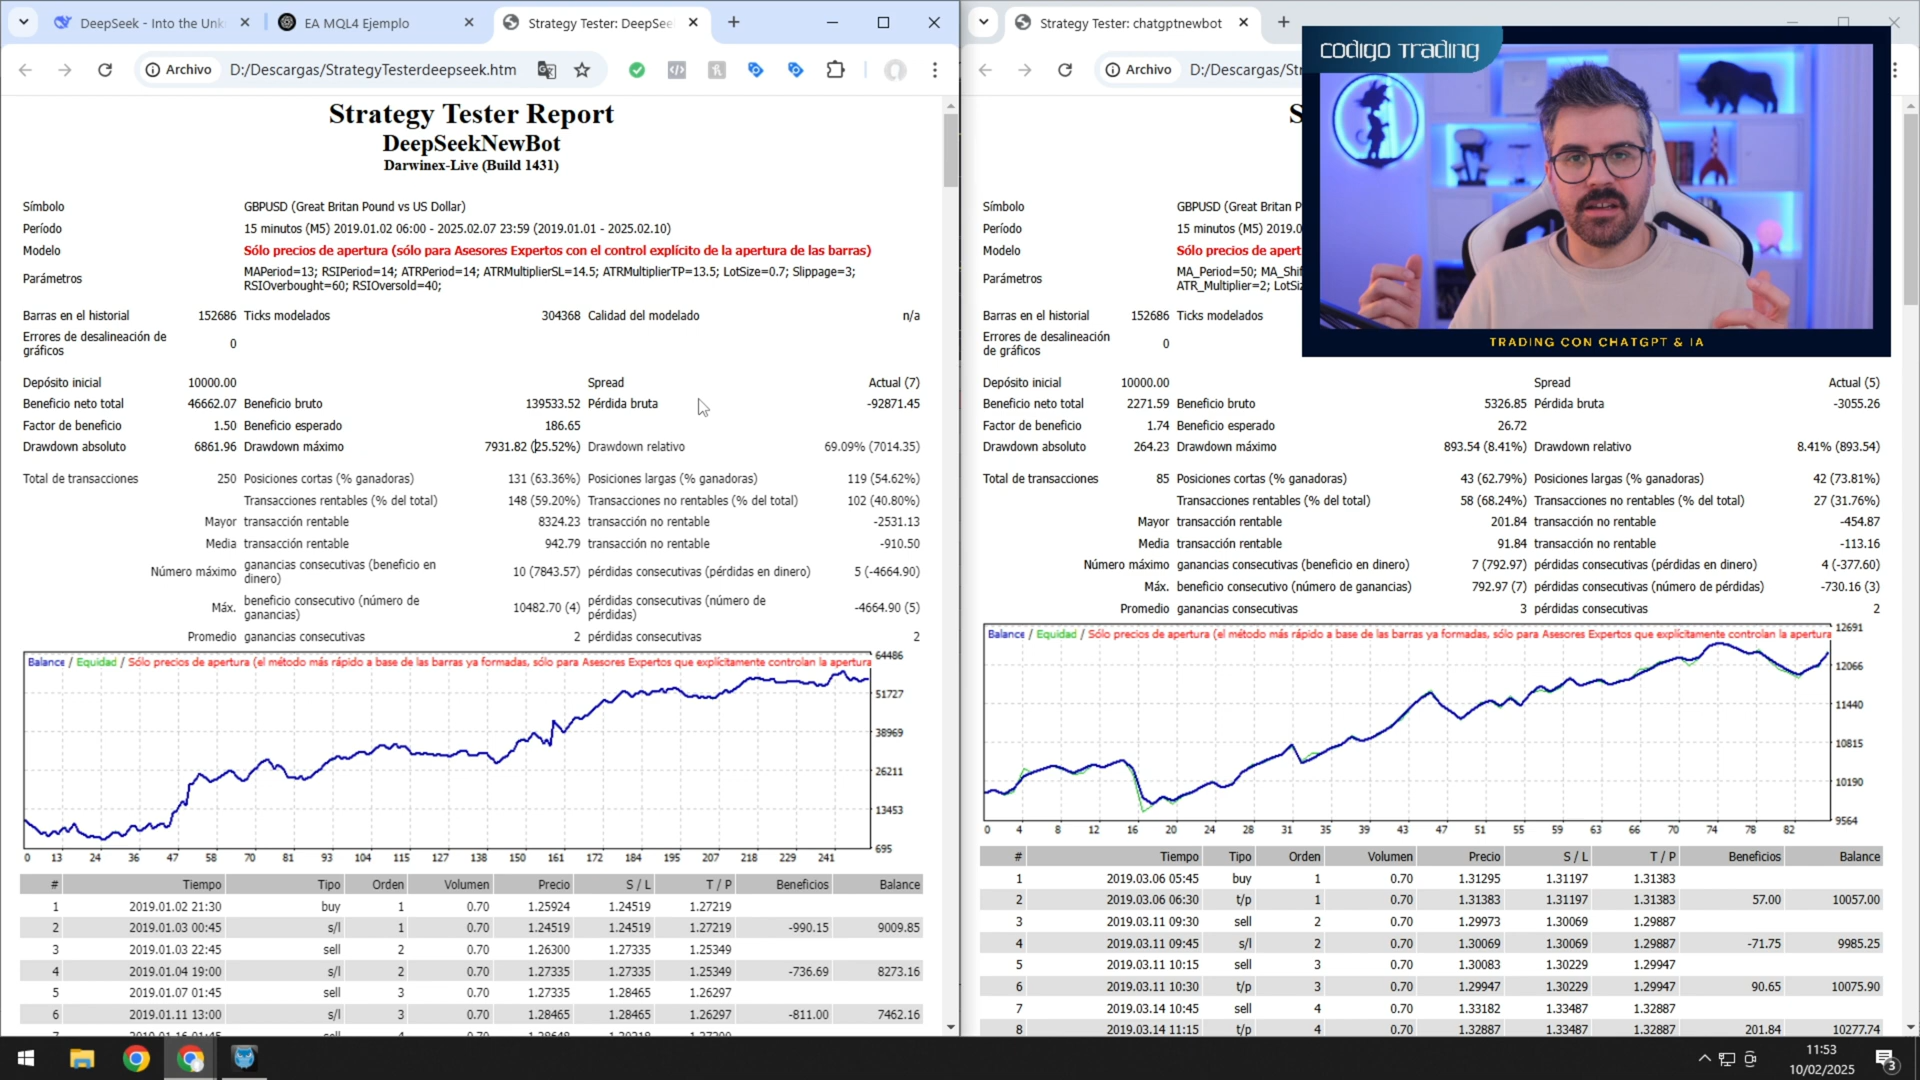 DeepSeek - Into the Un
EA MQL4 Ejemplo
Strategy Tester: DeepSee
Archivo
D:/Descargas/StrategyTesterdeepseek.htm
Strategy Tester Report
DeepSeekNewBot
Darwinex-Live (Build 1431)
Símbolo GBPUSD (Great Britan Pound vs US Dollar)
Período 15 minutos (M5) 2019.01.02 06:00 - 2025.02.07 23:59 (2019.01.01 - 2025.02.10)
Modelo Sólo precios de apertura (sólo para Asesores Expertos con el control explícito de la apertura de las barras)
Parámetros MAPeriod=13; RSIPeriod=14; ATRPeriod=14; ATRMultiplierSL=14.5; ATRMultiplierTP=13.5; LotSize=0.7; Slippage=3;
RSIOverbought=60; RSIOversold=40;
Barras en el historial 152686 Ticks modelados 304368 Calidad del modelado n/a
Errores de desalineación de
gráficos 0
Depósito inicial 10000.00 Spread Actual (7)
Beneficio neto total 46662.07 Beneficio bruto 139533.52 Pérdida bruta -92871.45
Factor de beneficio 1.50 Beneficio esperado 186.65
Drawdown absoluto 6861.96 Drawdown máximo 7931.82 (25.52%) Drawdown relativo 69.09% (7014.35)
Total de transacciones 250 Posiciones cortas (% ganadoras) 131 (63.36%) Posiciones largas (% ganadoras) 119 (54.62%)
Transacciones rentables (% del total) 148 (59.20%) Transacciones no rentables (% del total) 102 (40.80%)
Mayor transacción rentable 8324.23 transacción no rentable -2531.13
Media transacción rentable 942.79 transacción no rentable -910.50
Número máximo ganancias consecutivas (beneficio en
dinero) 10 (7843.57) pérdidas consecutivas (pérdidas en dinero) 5 (-4664.90)
Máx. beneficio consecutivo (número de
ganancias) 10482.70 (4) pérdidas consecutivas (número de
pérdidas) -4664.90 (5)
Promedio ganancias consecutivas 2 pérdidas consecutivas 2
Balance / Equidad / Sólo precios de apertura (el método más rápido a base de las barras ya formadas, sólo para Asesores Expertos que explícitamente controlan la apertura
64486
51727
38969
26211
13453
695
0 13 24 36 47 58 70 81 93 104 115 127 138 150 161 172 184 195 207 218 229 241
# Tiempo Tipo Orden Volumen Precio S / L T / P Beneficios Balance
1 2019.01.02 21:30 buy 1 0.70 1.25924 1.24519 1.27219
2 2019.01.03 00:45 s/l 1 0.70 1.24519 1.24519 1.27219 -990.15 9009.85
3 2019.01.03 22:45 sell 2 0.70 1.26300 1.27335 1.25349
4 2019.01.04 19:00 s/l 2 0.70 1.27335 1.27335 1.25349 -736.69 8273.16
5 2019.01.07 01:45 sell 3 0.70 1.27335 1.28465 1.26297
6 2019.01.11 13:00 s/l 3 0.70 1.28465 1.28465 1.26297 -811.00 7462.16
Strategy Tester: chatgptnewbot
Archivo
D:/Descargas/St
S
Símbolo GBPUSD (Great Britan P
Período 15 minutos (M5) 2019.0
Modelo Sólo precios de apert
Parámetros MA_Period=50; MA_Shif
ATR_Multiplier=2; LotSiz
Barras en el historial 152686 Ticks modelados
Errores de desalineación
de gráficos 0
Depósito inicial 10000.00 Spread Actual (5)
Beneficio neto total 2271.59 Beneficio bruto 5326.85 Pérdida bruta -3055.26
Factor de beneficio 1.74 Beneficio esperado 26.72
Drawdown absoluto 264.23 Drawdown máximo 893.54 (8.41%) Drawdown relativo 8.41% (893.54)
Total de transacciones 85 Posiciones cortas (% ganadoras) 43 (62.79%) Posiciones largas (% ganadoras) 42 (73.81%)
Transacciones rentables (% del total) 58 (68.24%) Transacciones no rentables (% del total) 27 (31.76%)
Mayor transacción rentable 201.84 transacción no rentable -454.87
Media transacción rentable 91.84 transacción no rentable -113.16
Número máximo ganancias consecutivas (beneficio en dinero) 7 (792.97) pérdidas consecutivas (pérdidas en dinero) 4 (-377.60)
Máx. beneficio consecutivo (número de ganancias) 792.97 (7) pérdidas consecutivas (número de pérdidas) -730.16 (3)
Promedio ganancias consecutivas 3 pérdidas consecutivas 2
Balance / Equidad / Sólo precios de apertura (el método más rápido a base de las barras ya formadas, sólo para Asesores Expertos que explícitamente controlan la apertura
12691
12066
11440
10815
10190
9564
0 4 8 12 16 20 24 28 31 35 39 43 47 51 55 59 63 66 70 74 78 82
# Tiempo Tipo Orden Volumen Precio S / L T / P Beneficios Balance
1 2019.03.06 05:45 buy 1 0.70 1.31295 1.31197 1.31383
2 2019.03.06 06:30 t/p 1 0.70 1.31383 1.31197 1.31383 57.00 10057.00
3 2019.03.11 09:30 sell 2 0.70 1.29973 1.30069 1.29887
4 2019.03.11 09:45 s/l 2 0.70 1.30069 1.30069 1.29887 -71.75 9985.25
5 2019.03.11 10:15 sell 3 0.70 1.30083 1.30229 1.29947
6 2019.03.11 10:30 t/p 3 0.70 1.29947 1.30229 1.29947 90.65 10075.90
7 2019.03.14 10:45 sell 4 0.70 1.33182 1.33487 1.32887
8 2019.03.14 11:15 t/p 4 0.70 1.32887 1.33487 1.32887 201.84 10277.74
codigo Trading
TRADING CON CHATGPT & IA
11:53
10/02/2025
3